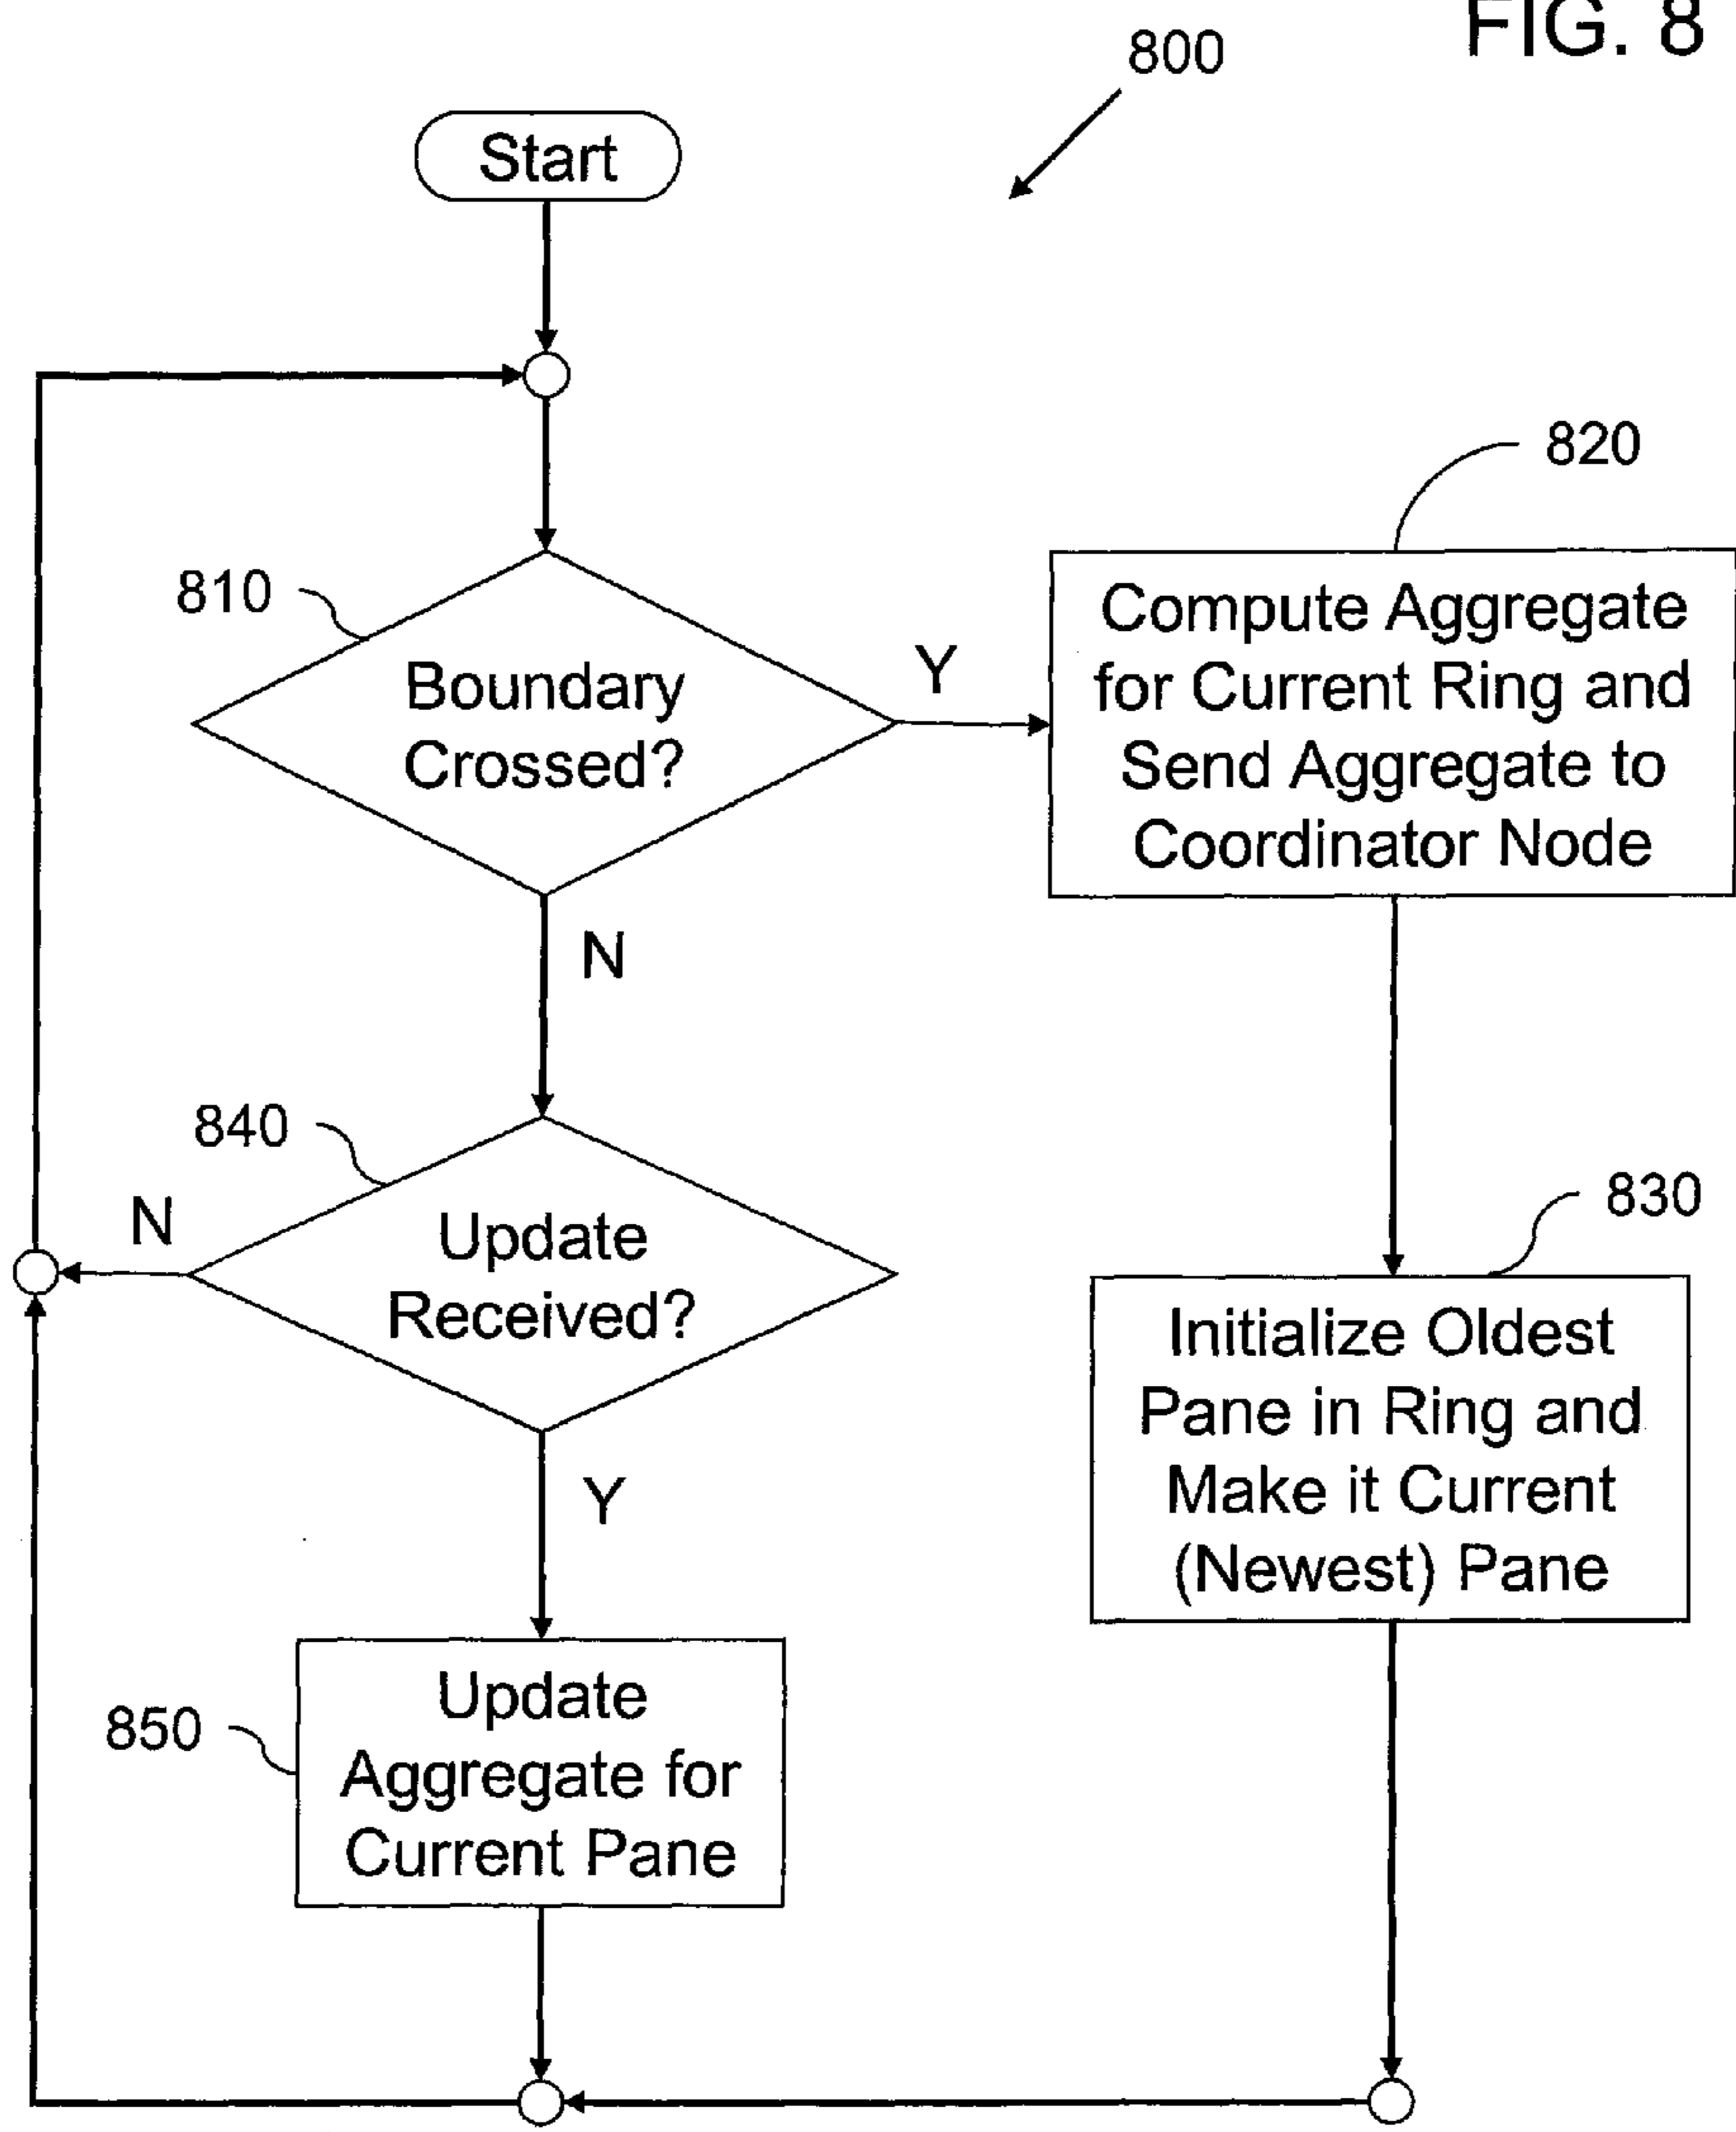 FIG. 8
800
Start
820
810
Boundary
Crossed?
Y
Compute Aggregate
for Current Ring and
Send Aggregate to
Coordinator Node
N
840
Update
Received?
N
830
Initialize Oldest
Pane in Ring and
Make it Current
(Newest) Pane
Y
850
Update
Aggregate for
Current Pane